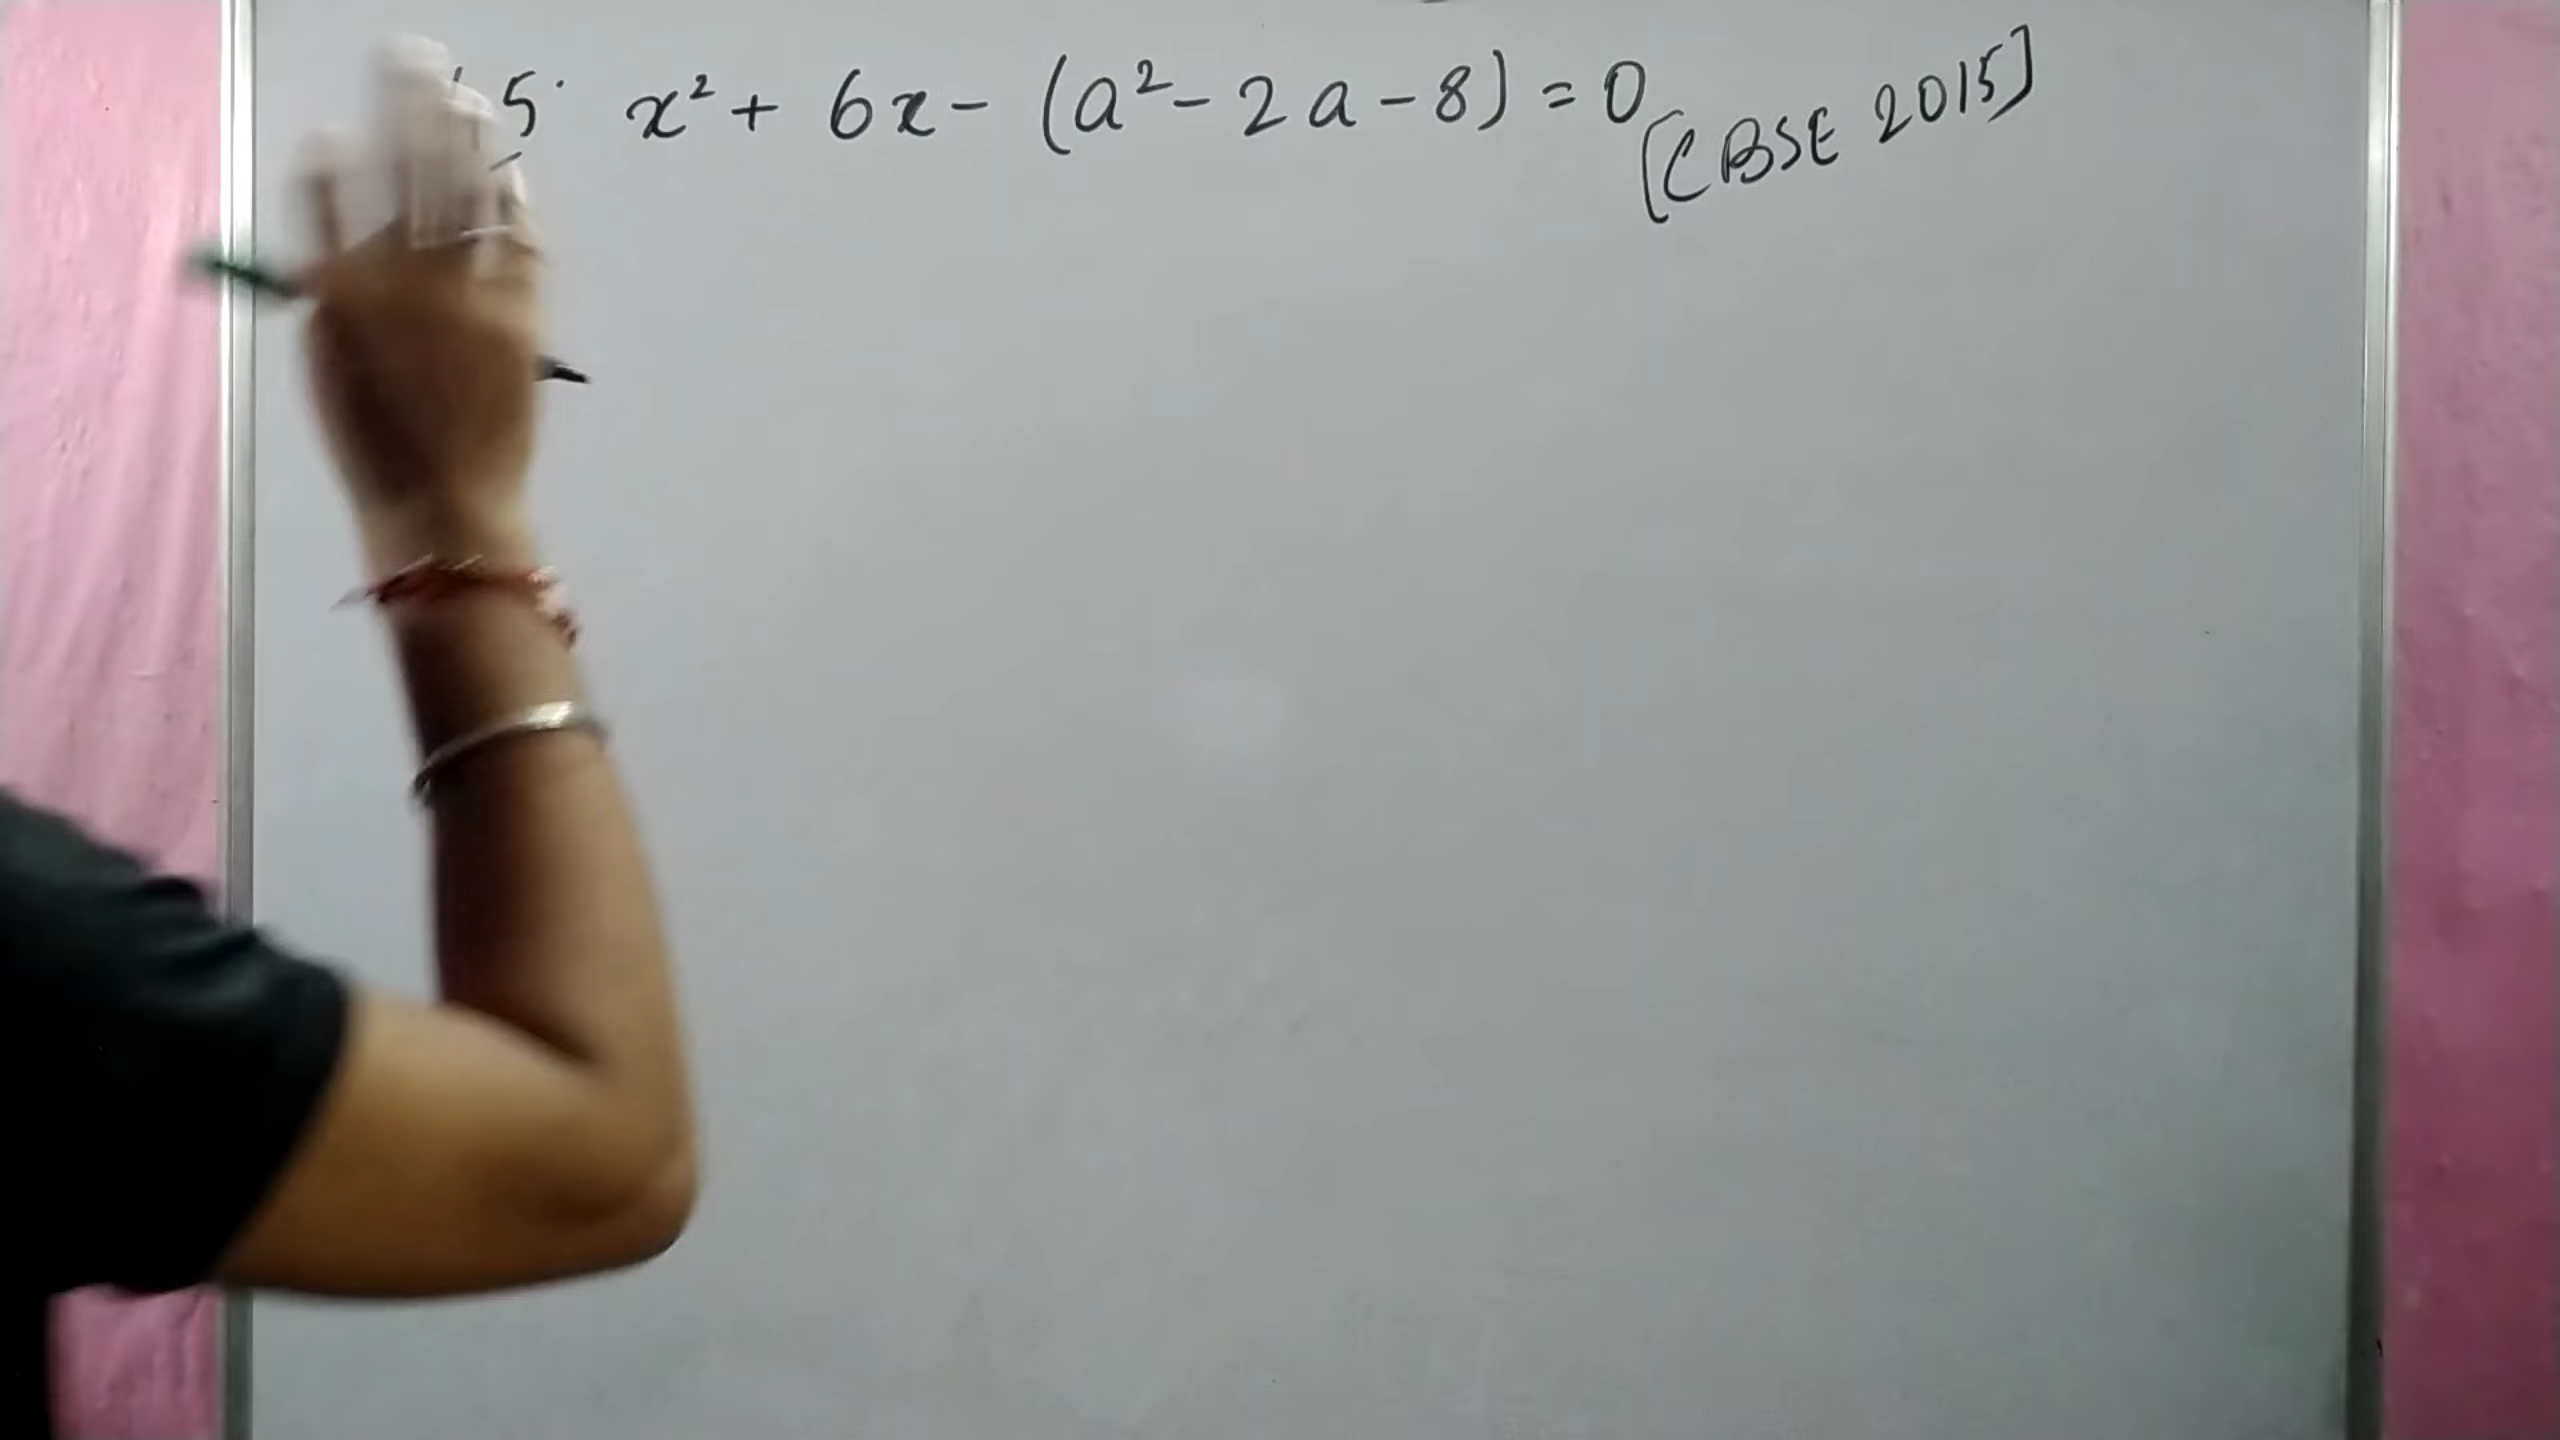 5. x² + 6x - (a² - 2a - 8) = 0
[CBSE 2015]